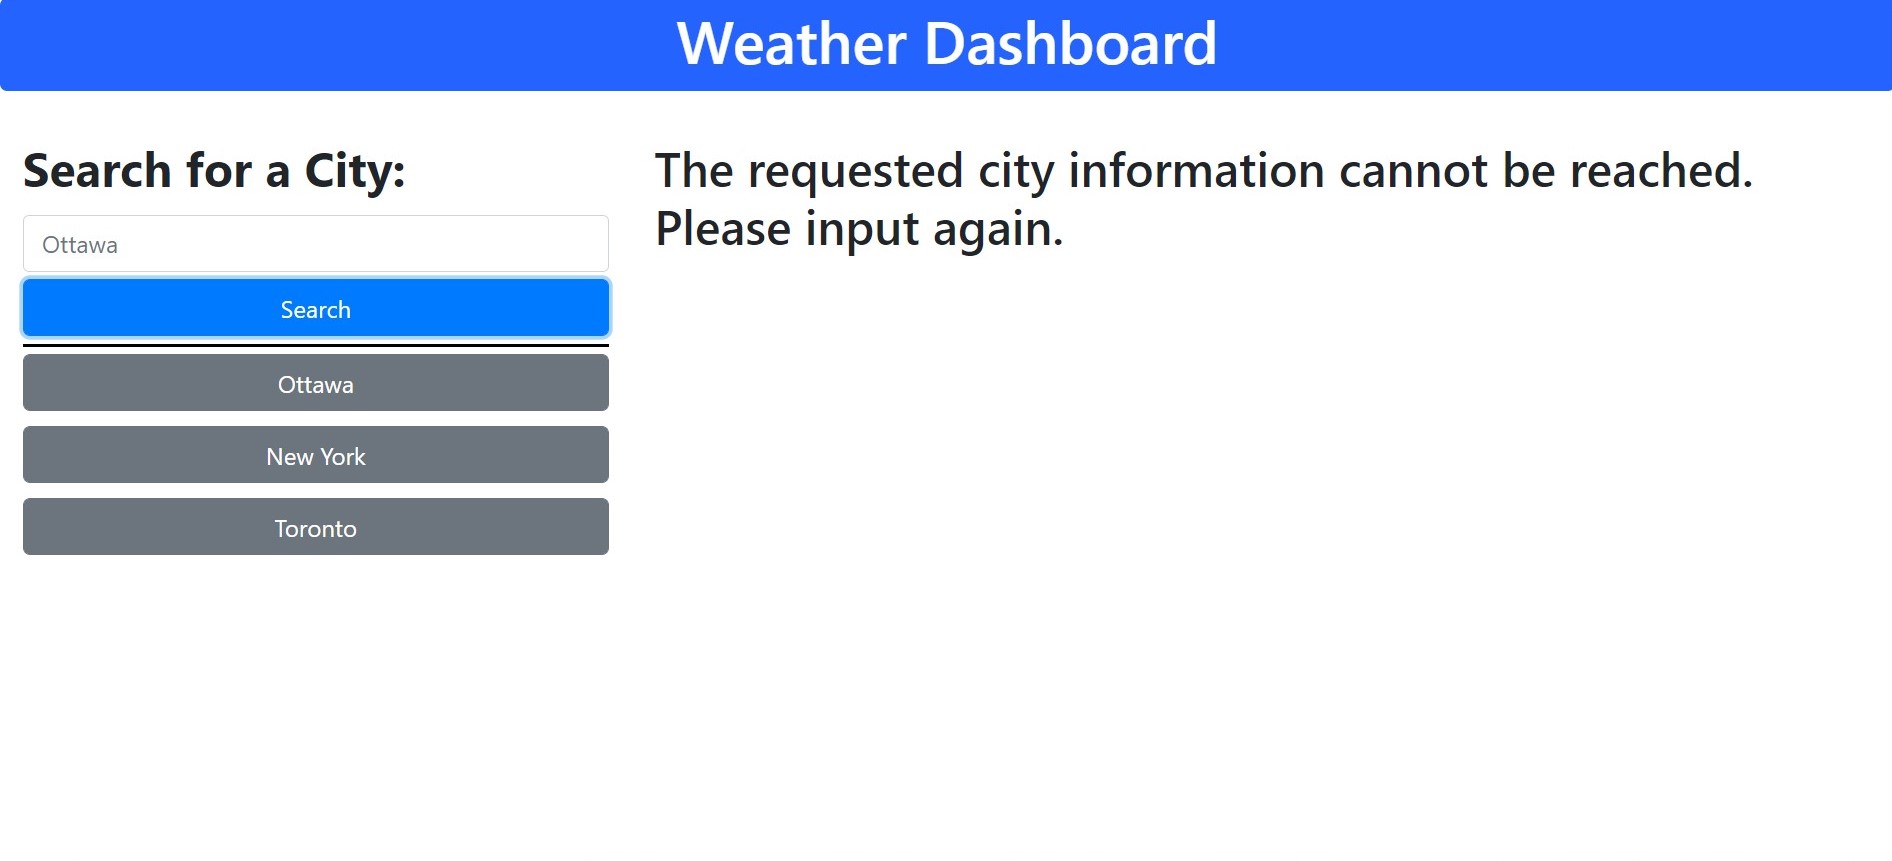 Weather Dashboard
Search for a City:
Ottawa
Search
Ottawa
New York
Toronto
The requested city information cannot be reached.
Please input again.